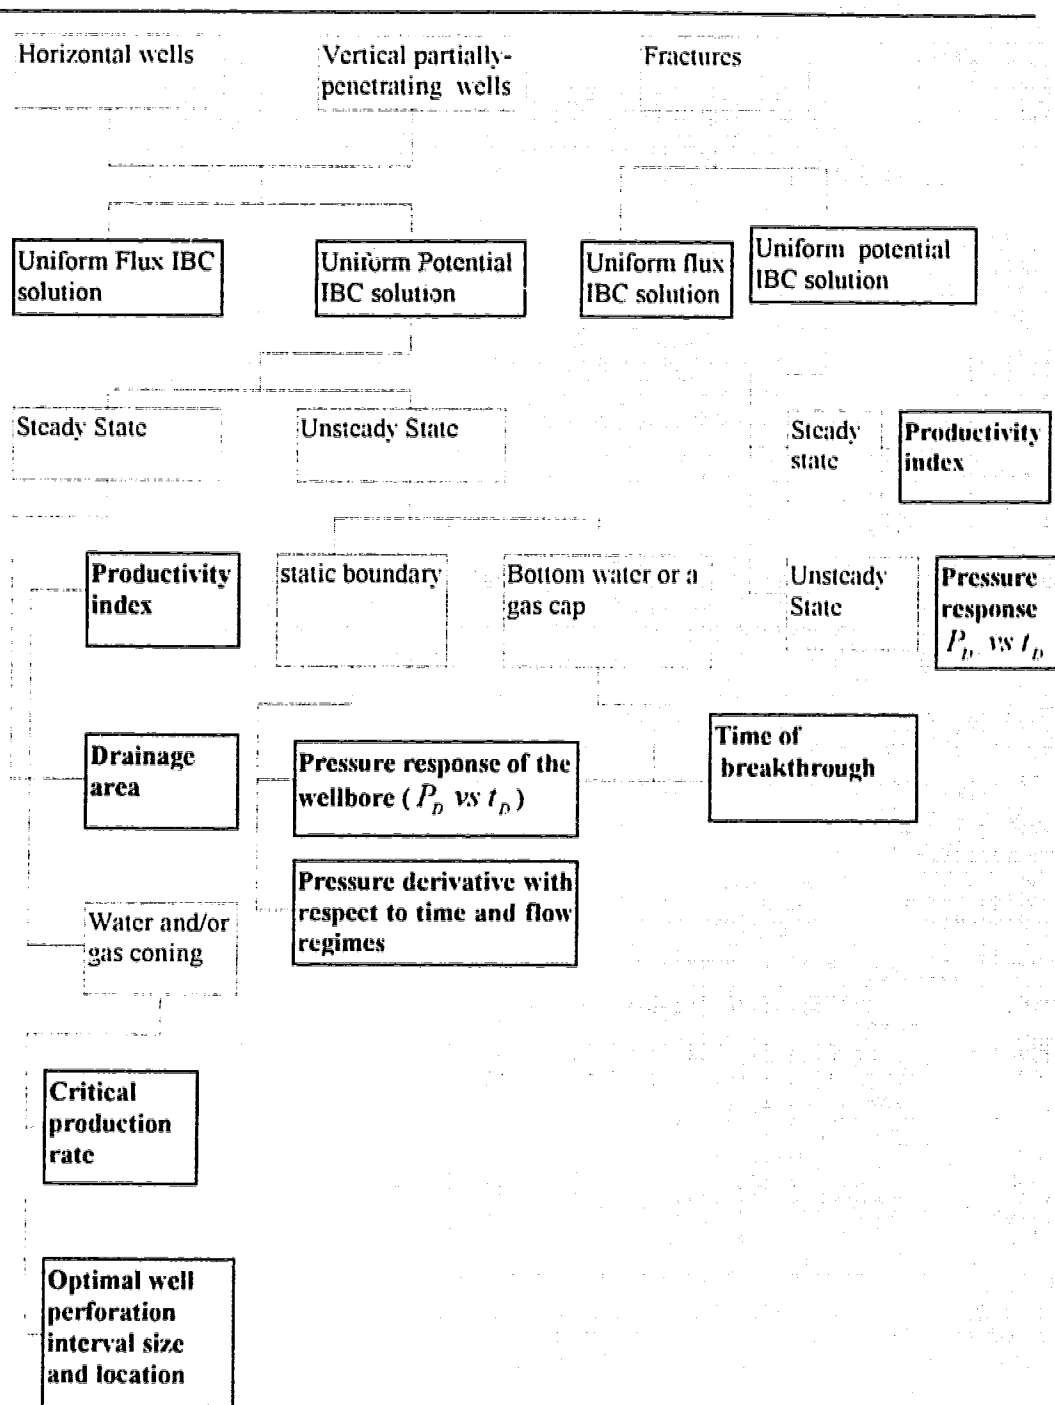 Horizontal wells
Vertical partially-
penetrating wells
Fractures
Uniform Flux IBC
solution
Uniform Potential
IBC solution
Uniform flux
IBC solution
Uniform potential
IBC solution
Steady State
Unsteady State
Steady
state
Productivity
index
Productivity
index
static boundary
Bottom water or a
gas cap
Unsteady
State
Pressure
response
P_D vs t_D
Drainage
area
Pressure response of the
wellbore ( P_D vs t_D )
Time of
breakthrough
Pressure derivative with
respect to time and flow
regimes
Water and/or
gas coning
Critical
production
rate
Optimal well
perforation
interval size
and location